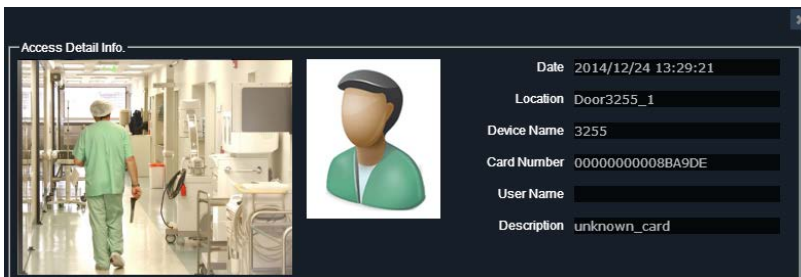 Access Detail Info.
Date 2014/12/24 13:29:21
Location Door3255_1
Device Name 3255
Card Number 00000000008BA9DE
User Name
Description unknown_card